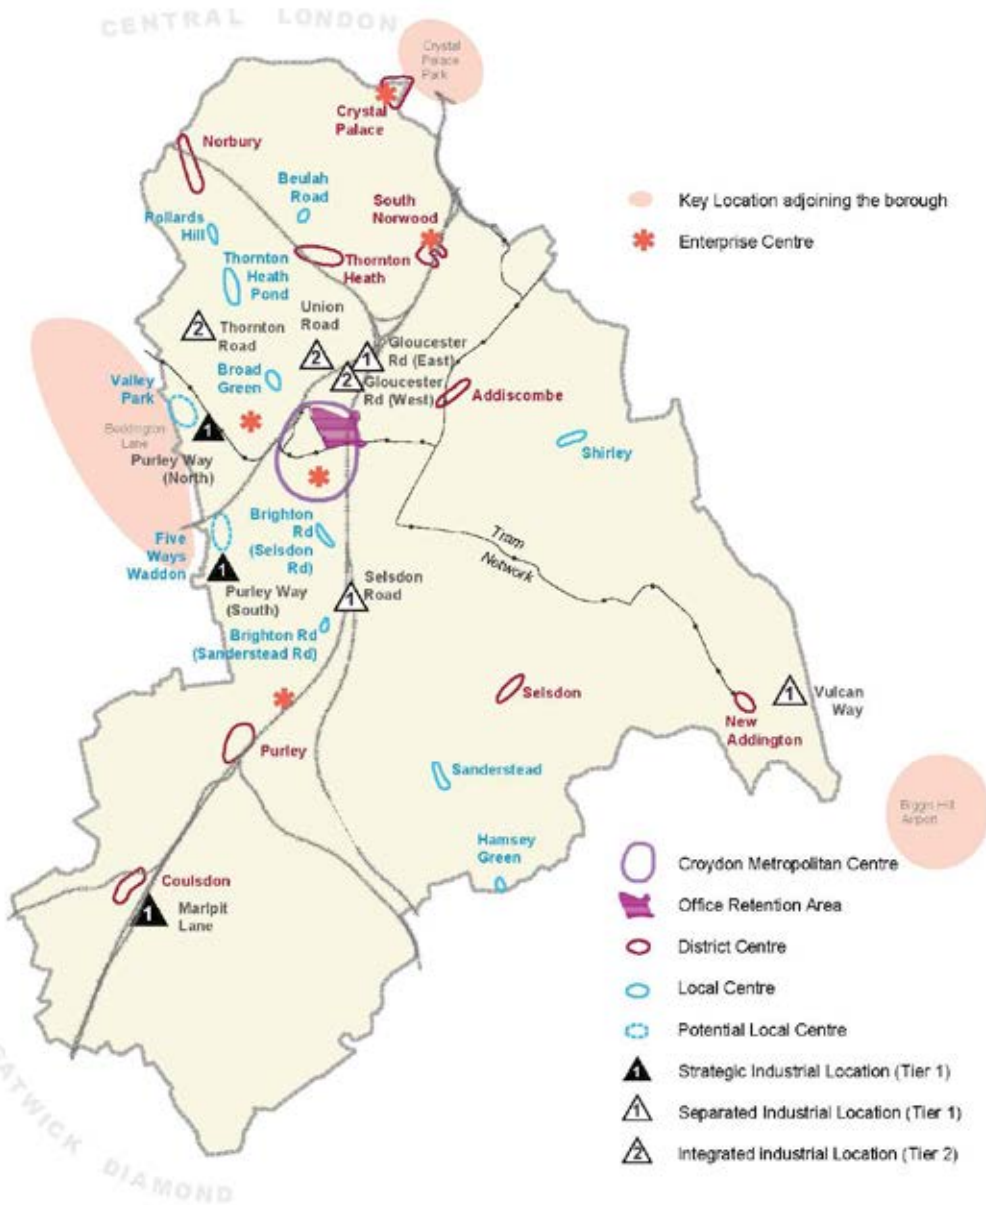 CENTRAL LONDON
Crystal
Palace
Park
Crystal
Palace
Norbury
Beulah
Road
South
Norwood
Pollards
Hill
Thornton
Heath
Thornton
Heath
Pond
Union
Road
2
Thornton
Road
2
1
Gloucester
Rd (East)
2
Gloucester
Rd (West)
Broad
Green
Valley
Park
Addiscombe
Beddington
Lane
1
Purley Way
(North)
Shirley
Brighton
Rd
(Selsdon
Rd)
Five
Ways
Waddon
Tram
Network
1
Purley Way
(South)
Selsdon
Road
1
Brighton Rd
(Sanderstead Rd)
Selsdon
1
Vulcan
Way
New
Addington
Purley
Sanderstead
Biggin Hill
Airport
Hamsey
Green
Coulsdon
1
Marlpit
Lane
GATWICK DIAMOND
Key Location adjoining the borough
Enterprise Centre
Croydon Metropolitan Centre
Office Retention Area
District Centre
Local Centre
Potential Local Centre
1 Strategic Industrial Location (Tier 1)
1 Separated Industrial Location (Tier 1)
2 Integrated industrial Location (Tier 2)